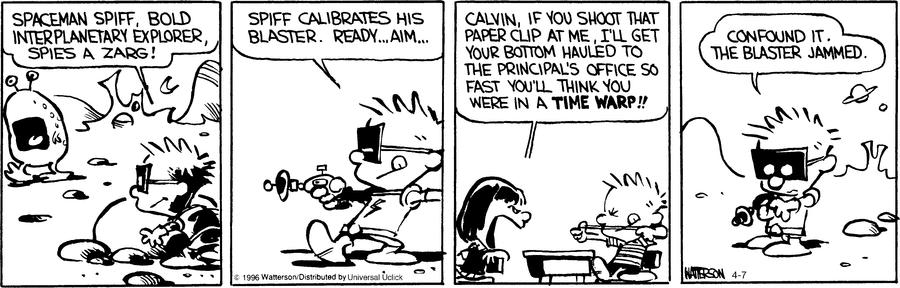 SPACEMAN SPIFF, BOLD
INTERPLANETARY EXPLORER,
SPIES A ZARG!
SPIFF CALIBRATES HIS
BLASTER. READY...AIM...
© 1996 Watterson/Distributed by Universal Uclick
CALVIN, IF YOU SHOOT THAT
PAPER CLIP AT ME, I'LL GET
YOUR BOTTOM HAULED TO
THE PRINCIPAL'S OFFICE SO
FAST YOU'LL THINK YOU
WERE IN A TIME WARP!!
CONFOUND IT.
THE BLASTER JAMMED.
WATTERSON 4-7